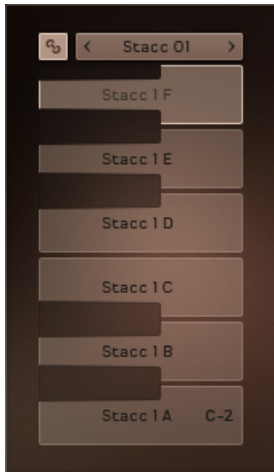 Stacc 01
Stacc 1 F
Stacc 1 E
Stacc 1 D
Stacc 1 C
Stacc 1 B
Stacc 1 A C-2